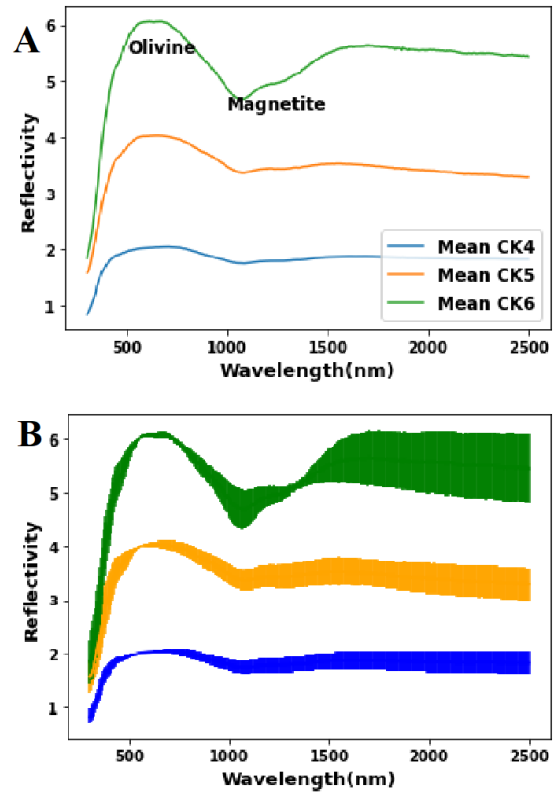 A
6
5
4
3
2
1
Reflectivity
Olivine
Magnetite
Mean CK4
Mean CK5
Mean CK6
500 1000 1500 2000 2500
Wavelength(nm)
B
6
5
4
3
2
1
Reflectivity
500 1000 1500 2000 2500
Wavelength(nm)